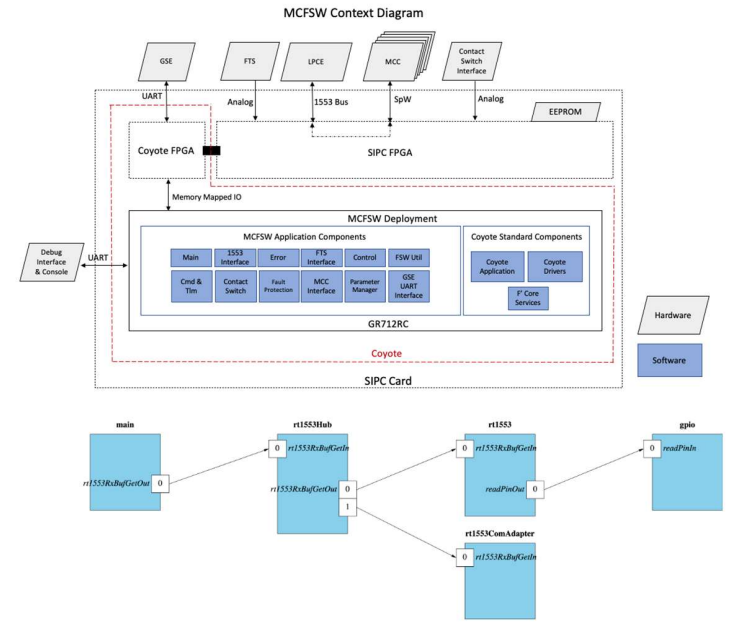 MCFSW Context Diagram
GSE
FTS
LPCE
MCC
Contact
Switch
Interface
UART
Analog
1553 Bus
SpW
Analog
EEPROM
Coyote FPGA
SIPC FPGA
Memory Mapped IO
MCFSW Deployment
MCFSW Application Components
Coyote Standard Components
Main
1553
Interface
Error
FTS
Interface
Control
FSW Util
Cmd &
Tlm
Contact
Switch
Fault
Protection
MCC
Interface
Parameter
Manager
GSE
UART
Interface
Coyote
Application
Coyote
Drivers
F' Core
Services
GR712RC
Debug
Interface
& Console
UART
Coyote
SIPC Card
Hardware
Software
main
rt1553Hub
rt1553
gpio
rt1553RxBufGetOut 0
0 rt1553RxBufGetIn
rt1553RxBufGetOut 0
1
0 rt1553RxBufGetIn
readPinOut 0
0 readPinIn
rt1553ComAdapter
0 rt1553RxBufGetIn